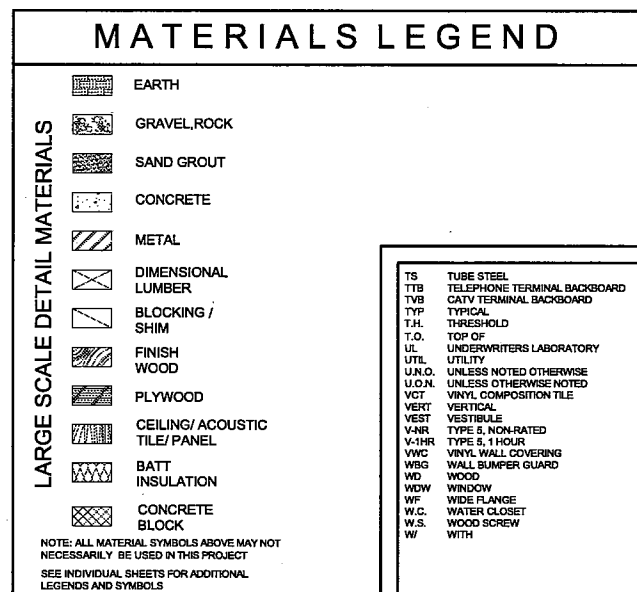 MATERIALS LEGEND
LARGE SCALE DETAIL MATERIALS
EARTH
GRAVEL,ROCK
SAND GROUT
CONCRETE
METAL
DIMENSIONAL
LUMBER
BLOCKING /
SHIM
FINISH
WOOD
PLYWOOD
CEILING/ ACOUSTIC
TILE/ PANEL
BATT
INSULATION
CONCRETE
BLOCK
NOTE: ALL MATERIAL SYMBOLS ABOVE MAY NOT
NECESSARILY BE USED IN THIS PROJECT
SEE INDIVIDUAL SHEETS FOR ADDITIONAL
LEGENDS AND SYMBOLS
TS TUBE STEEL
TTB TELEPHONE TERMINAL BACKBOARD
TVB CATV TERMINAL BACKBOARD
TYP TYPICAL
T.H. THRESHOLD
T.O. TOP OF
UL UNDERWRITERS LABORATORY
UTIL UTILITY
U.N.O. UNLESS NOTED OTHERWISE
U.O.N. UNLESS OTHERWISE NOTED
VCT VINYL COMPOSITION TILE
VERT VERTICAL
VEST VESTIBULE
V-NR TYPE 5, NON-RATED
V-1HR TYPE 5, 1 HOUR
VWC VINYL WALL COVERING
WBG WALL BUMPER GUARD
WD WOOD
WDW WINDOW
WF WIDE FLANGE
W.C. WATER CLOSET
W.S. WOOD SCREW
W/ WITH